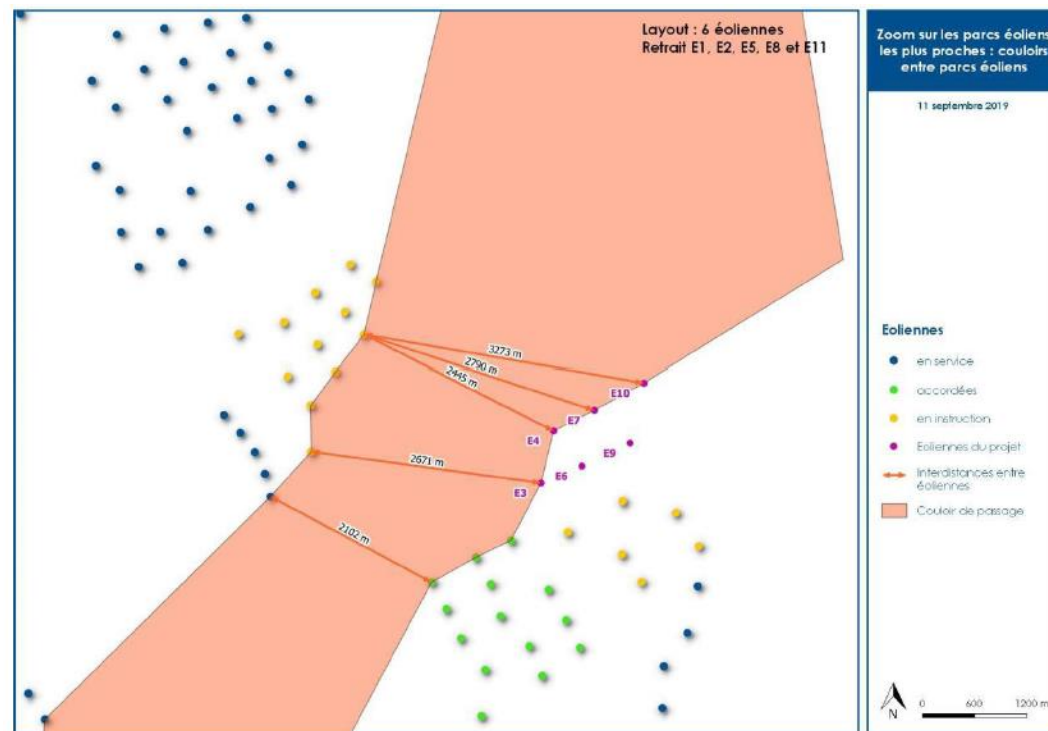 Layout : 6 éoliennes
Retrait E1, E2, E5, E8 et E11
3273 m
2790 m
2445 m
E10
E7
E4
E9
2671 m
E6
E3
2102 m
Zoom sur les parcs éoliens
les plus proches : couloirs
entre parcs éoliens
11 septembre 2019
Eoliennes
en service
accordées
en instruction
Eoliennes du projet
Interdistances entre
éoliennes
Couloir de passage
N
0 600 1200 m